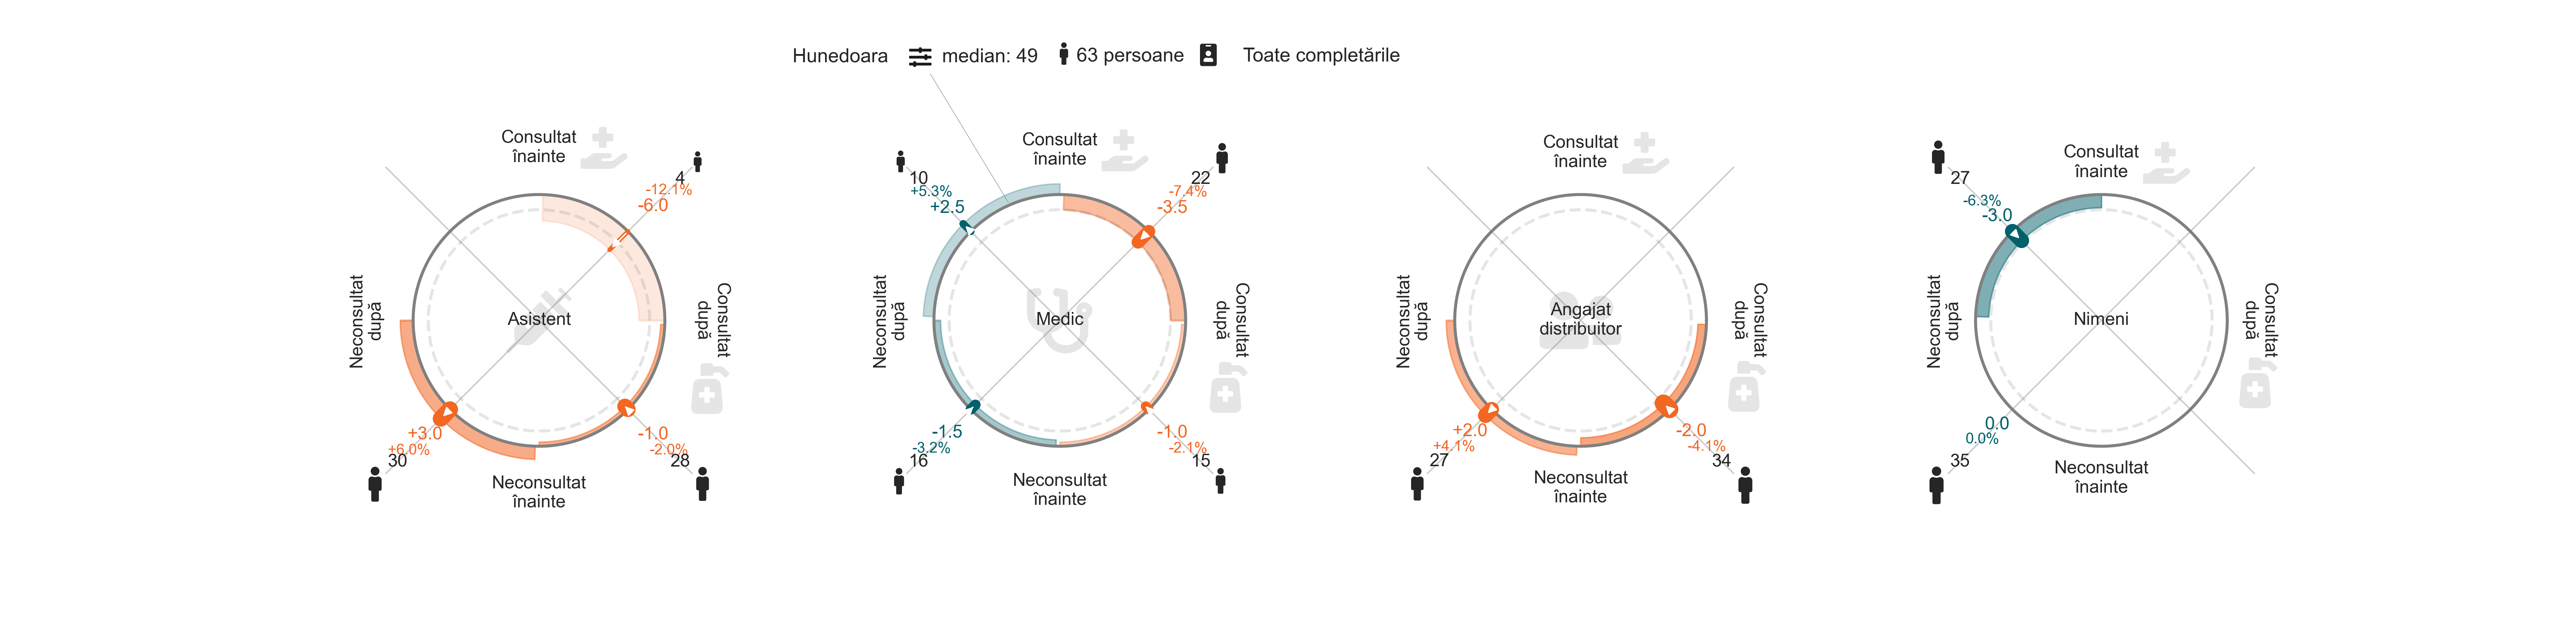 Hunedoara median: 49 63 persoane Toate completările
Consultat
înainte
4
-12.1%
-6.0
Neconsultat
după
Asistent
Consultat
după
+3.0
+6.0%
30
-1.0
-2.0%
28
Neconsultat
înainte
Consultat
înainte
10
+5.3%
+2.5
22
-7.4%
-3.5
Neconsultat
după
Medic
Consultat
după
-1.5
-3.2%
16
-1.0
-2.1%
15
Neconsultat
înainte
Consultat
înainte
Neconsultat
după
Angajat
distribuitor
Consultat
după
+2.0
+4.1%
27
-2.0
-4.1%
34
Neconsultat
înainte
Consultat
înainte
27
-6.3%
-3.0
Neconsultat
după
Nimeni
Consultat
după
0.0
0.0%
35
Neconsultat
înainte